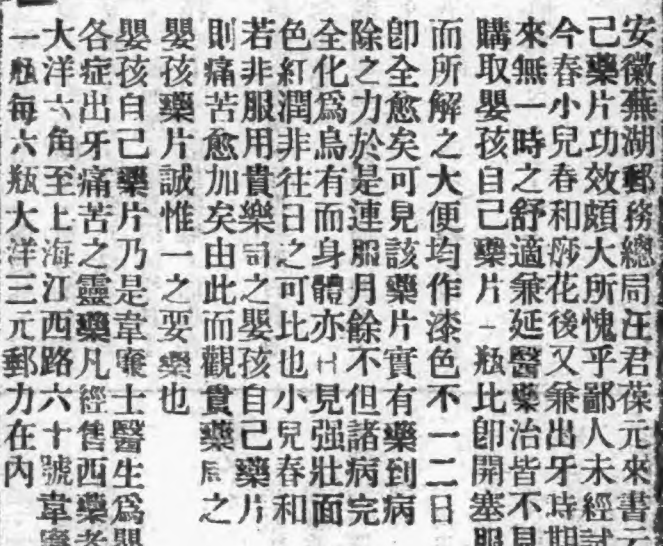 安徽蕪湖郵務總局汪君葆元來書云
己藥片功效頗大所愧乎鄙人未經試
今春小兒春和痧花後又兼出牙時期
來無一時之舒適兼延醫藥治皆不見
購取嬰孩自己藥片一瓶比卽開塞服
而所解之大便均作漆色不一二日
卽全愈矣可見該藥片實有藥到病
除之力於是連服月餘不但諸病完
全化爲烏有而身體亦日見强壯面
色紅潤非往日之可比也小兒春和
若非服用貴藥司之嬰孩自己藥片
則痛苦愈加矣由此而觀貴藥之
嬰孩藥片誠惟一之要藥也
嬰孩自己藥片乃是韋廉士醫生爲嬰
各症出牙痛苦之靈藥凡經售西藥者
大洋六角至上海江西路六十號韋廉
一瓶每六瓶大洋三元郵力在內